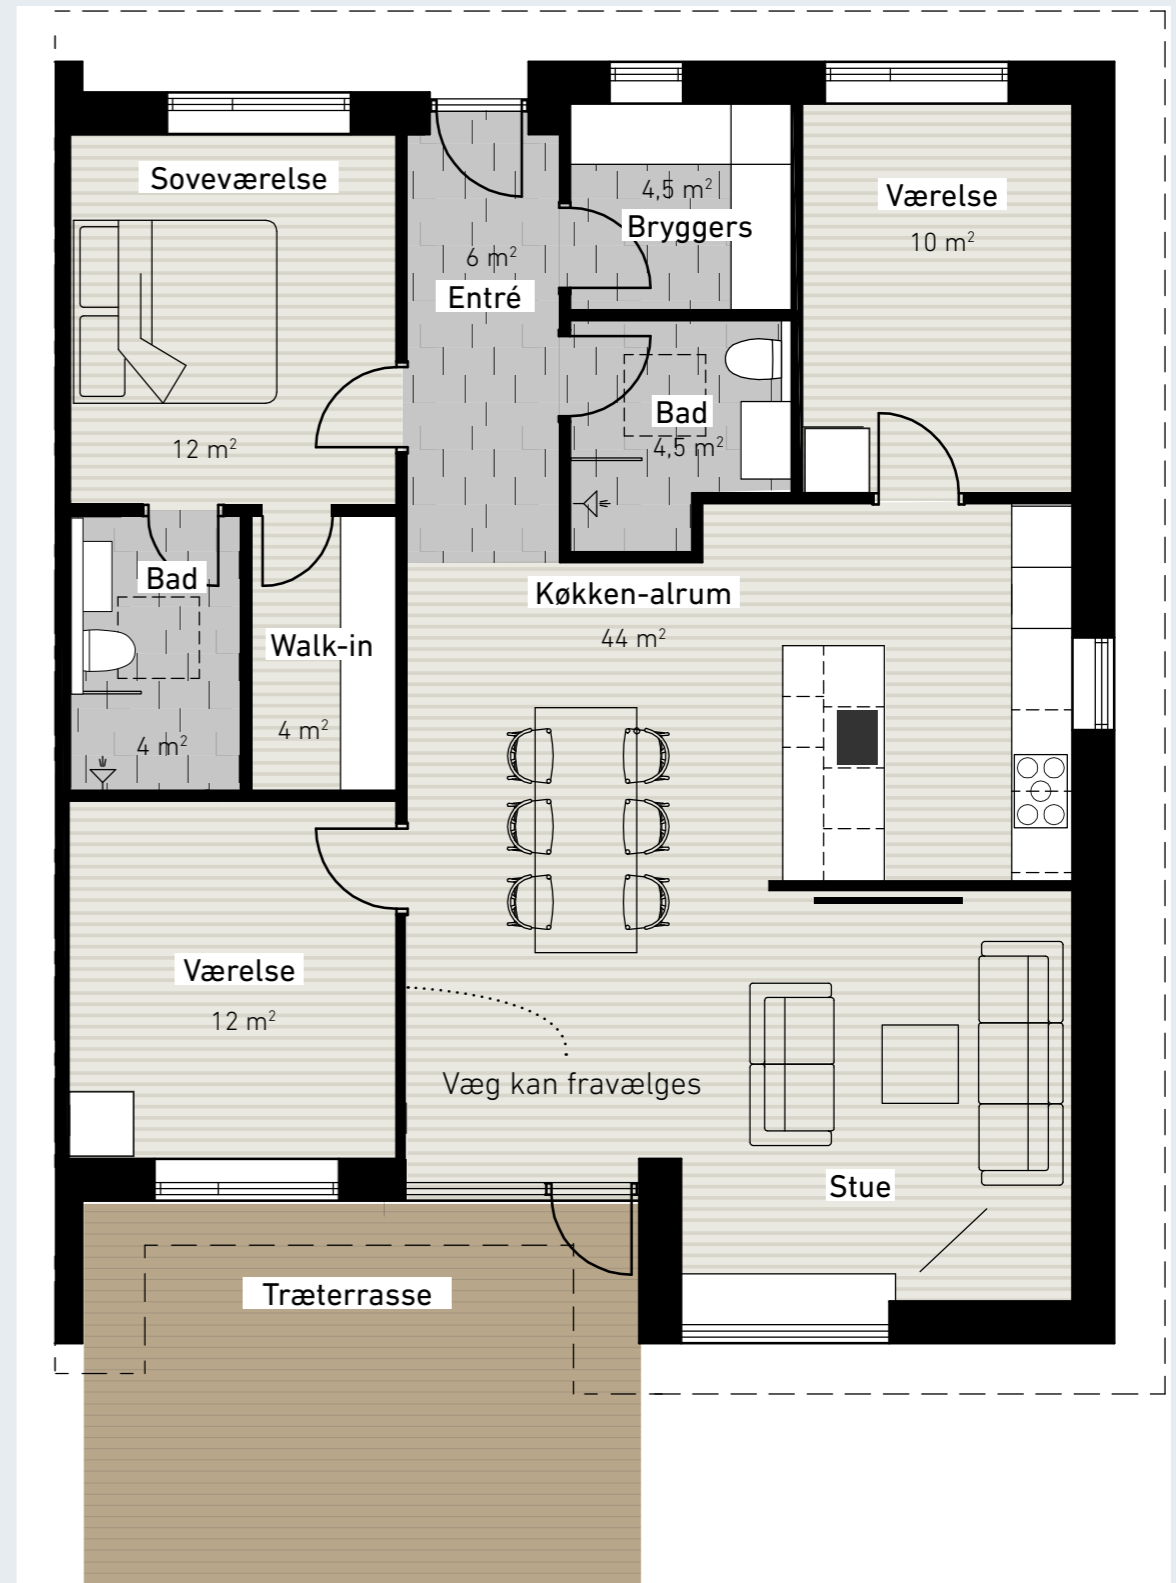 Soveværelse
12 m²
Entré
6 m²
4,5 m²
Bryggers
Værelse
10 m²
Bad
4,5 m²
Bad
4 m²
Walk-in
4 m²
Køkken-alrum
44 m²
Værelse
12 m²
Væg kan fravælges
Stue
Træterrasse